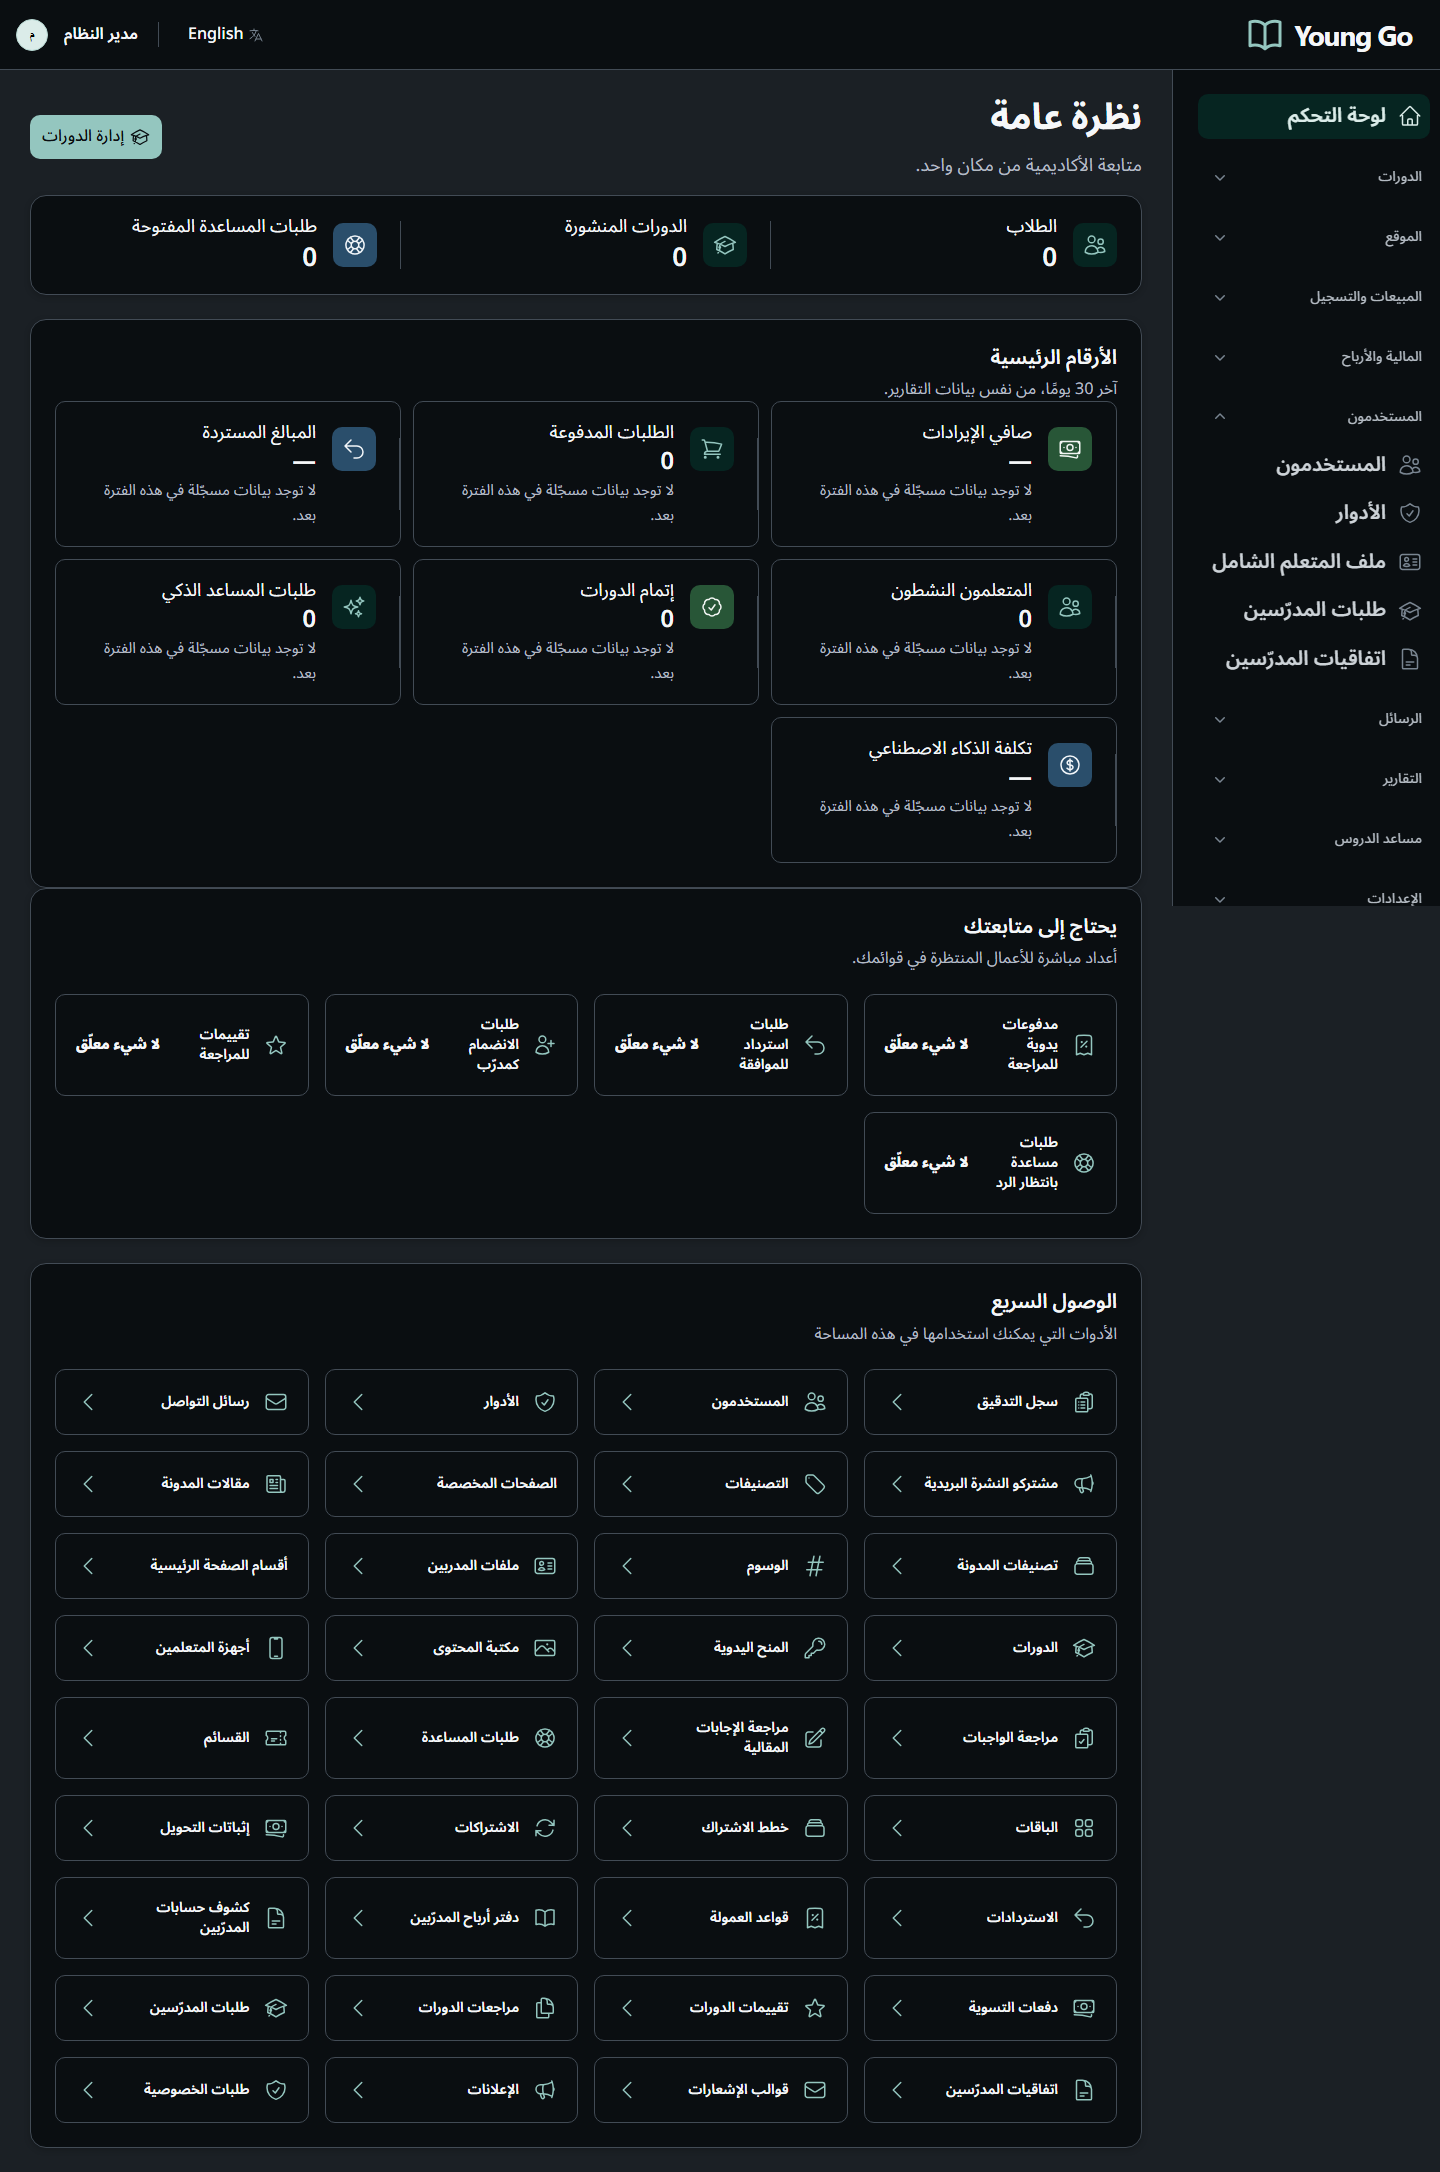 Young Go
English
مدير النظام
م
لوحة التحكم
الدورات
الموقع
المبيعات والتسجيل
المالية والأرباح
المستخدمون
المستخدمون
الأدوار
ملف المتعلم الشامل
طلبات المدرّسين
اتفاقيات المدرّسين
الرسائل
التقارير
مساعد الدروس
الإعدادات
نظرة عامة
متابعة الأكاديمية من مكان واحد.
إدارة الدورات
الطلاب
0
الدورات المنشورة
0
طلبات المساعدة المفتوحة
0
الأرقام الرئيسية
آخر 30 يومًا، من نفس بيانات التقارير.
صافي الإيرادات
—
لا توجد بيانات مسجّلة في هذه الفترة
بعد.
الطلبات المدفوعة
0
لا توجد بيانات مسجّلة في هذه الفترة
بعد.
المبالغ المستردة
—
لا توجد بيانات مسجّلة في هذه الفترة
بعد.
المتعلمون النشطون
0
لا توجد بيانات مسجّلة في هذه الفترة
بعد.
إتمام الدورات
0
لا توجد بيانات مسجّلة في هذه الفترة
بعد.
طلبات المساعد الذكي
0
لا توجد بيانات مسجّلة في هذه الفترة
بعد.
تكلفة الذكاء الاصطناعي
—
لا توجد بيانات مسجّلة في هذه الفترة
بعد.
يحتاج إلى متابعتك
أعداد مباشرة للأعمال المنتظرة في قوائمك.
مدفوعات
يدوية
للمراجعة
لا شيء معلّق
طلبات
استرداد
للموافقة
لا شيء معلّق
طلبات
الانضمام
كمدرّب
لا شيء معلّق
تقييمات
للمراجعة
لا شيء معلّق
طلبات
مساعدة
بانتظار الرد
لا شيء معلّق
الوصول السريع
الأدوات التي يمكنك استخدامها في هذه المساحة
سجل التدقيق
المستخدمون
الأدوار
رسائل التواصل
مشتركو النشرة البريدية
التصنيفات
الصفحات المخصصة
مقالات المدونة
تصنيفات المدونة
الوسوم
ملفات المدربين
أقسام الصفحة الرئيسية
الدورات
المنح اليدوية
مكتبة المحتوى
أجهزة المتعلمين
مراجعة الواجبات
مراجعة الإجابات
المقالية
طلبات المساعدة
القسائم
الباقات
خطط الاشتراك
الاشتراكات
إثباتات التحويل
الاستردادات
قواعد العمولة
دفتر أرباح المدرّبين
كشوف حسابات
المدرّبين
دفعات التسوية
تقييمات الدورات
مراجعات الدورات
طلبات المدرّسين
اتفاقيات المدرّسين
قوالب الإشعارات
الإعلانات
طلبات الخصوصية